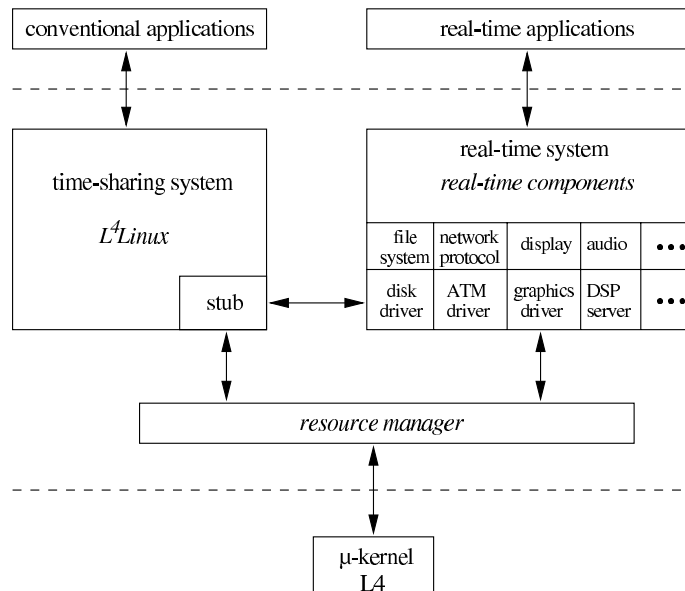 conventional applications
real-time applications
time-sharing system
L⁴Linux
stub
real-time system
real-time components
file
system
network
protocol
display
audio
•••
disk
driver
ATM
driver
graphics
driver
DSP
server
•••
resource manager
μ-kernel
L4